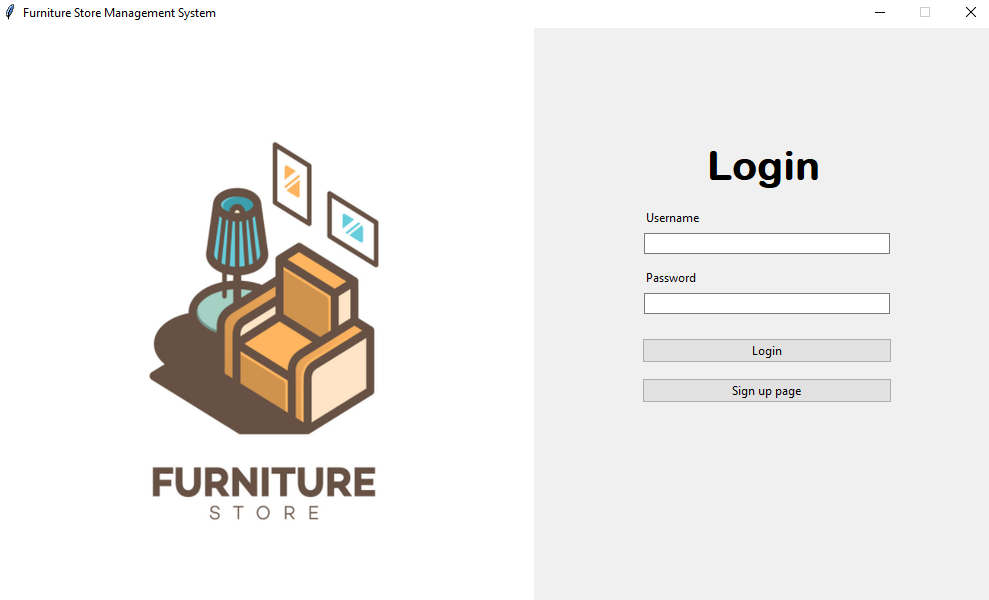 Furniture Store Management System
FURNITURE
STORE
Login
Username
Password
Login
Sign up page